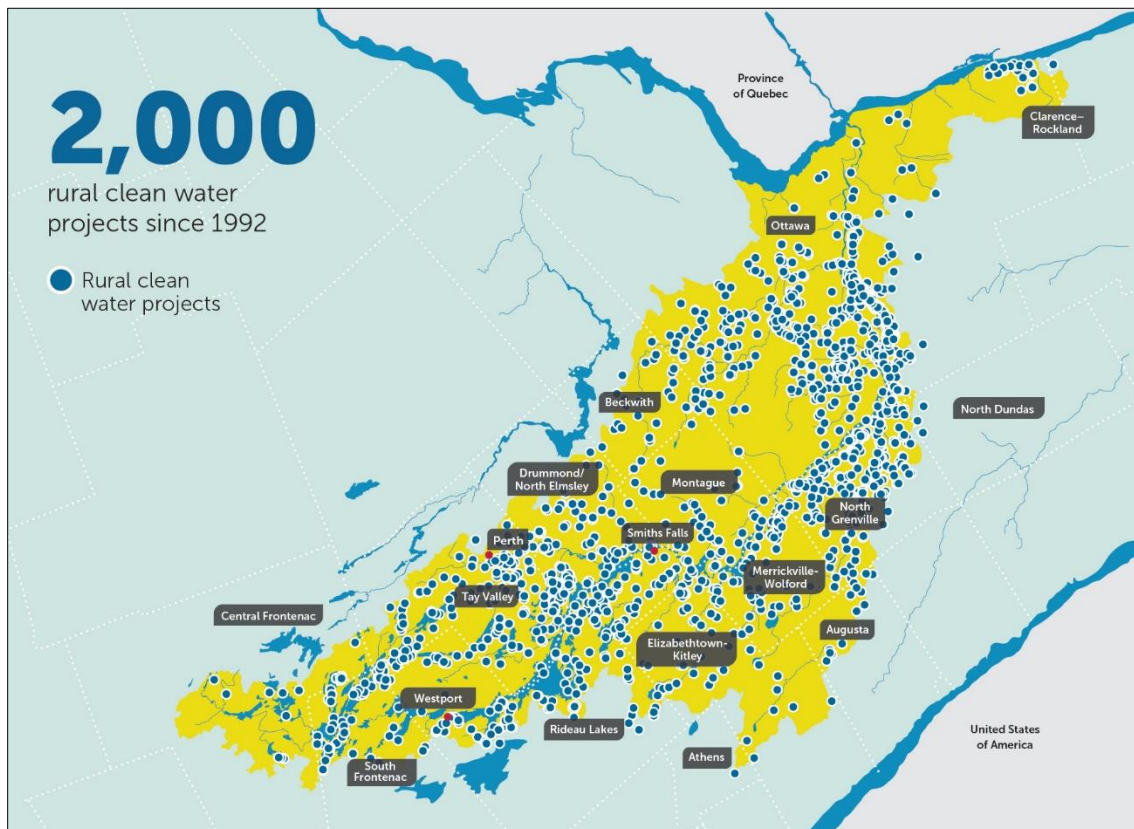 2,000
rural clean water
projects since 1992
Rural clean
water projects
Province
of Quebec
Clarence–
Rockland
Ottawa
Beckwith
North Dundas
Drummond/
North Elmsley
Montague
North
Grenville
Smiths Falls
Perth
Merrickville-
Wolford
Tay Valley
Central Frontenac
Augusta
Elizabethtown-
Kitley
Westport
Rideau Lakes
United States
of America
Athens
South
Frontenac